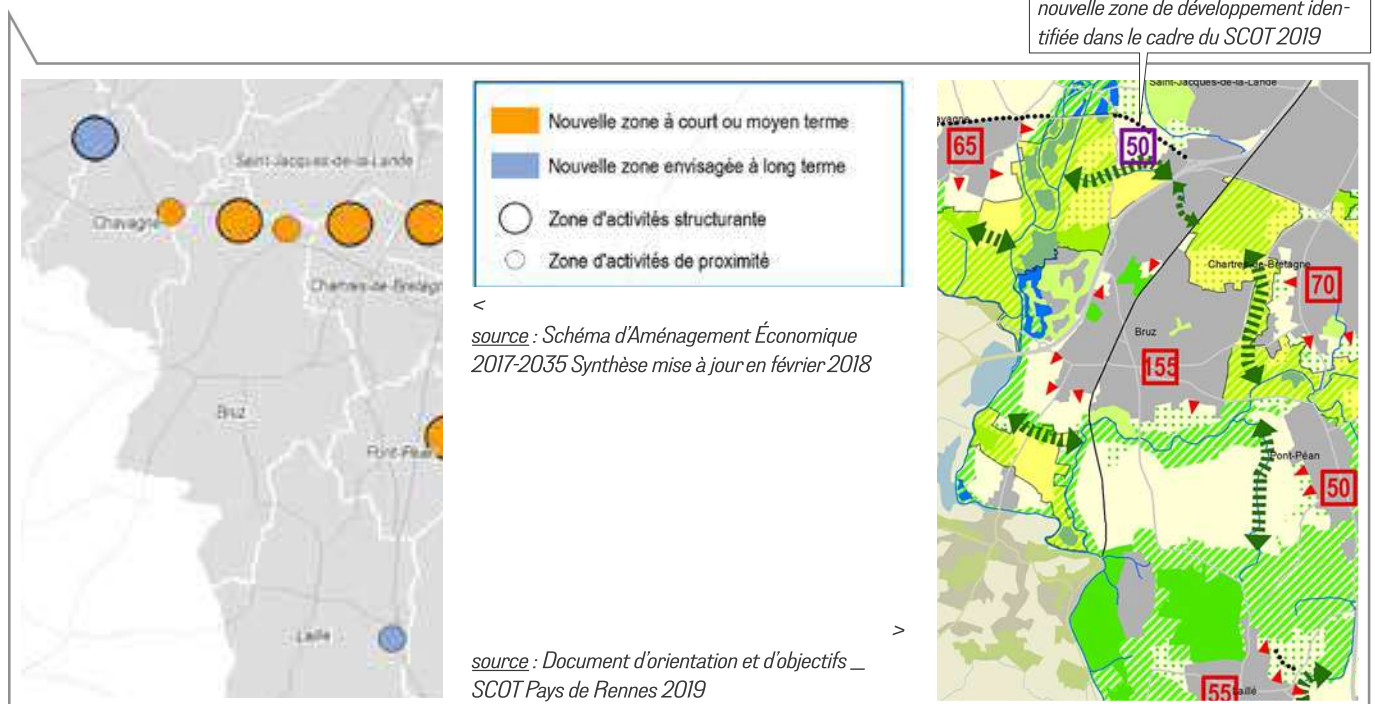 nouvelle zone de développement iden-
tifiée dans le cadre du SCOT 2019
Saint-Jacques-de-la-Lande
Chavagne
Chartres-de-Bretagn
Bruz
Pont-Péan
Laillé
Nouvelle zone à court ou moyen terme
Nouvelle zone envisagée à long terme
Zone d'activités structurante
Zone d'activités de proximité
<
source : Schéma d'Aménagement Économique
2017-2035 Synthèse mise à jour en février 2018
>
source : Document d'orientation et d'objectifs _
SCOT Pays de Rennes 2019
Saint-Jacques-de-la-Lande
avagne
65
50
Chartres-de-Bretagne
70
Bruz
155
Pont-Péan
50
55
aillé